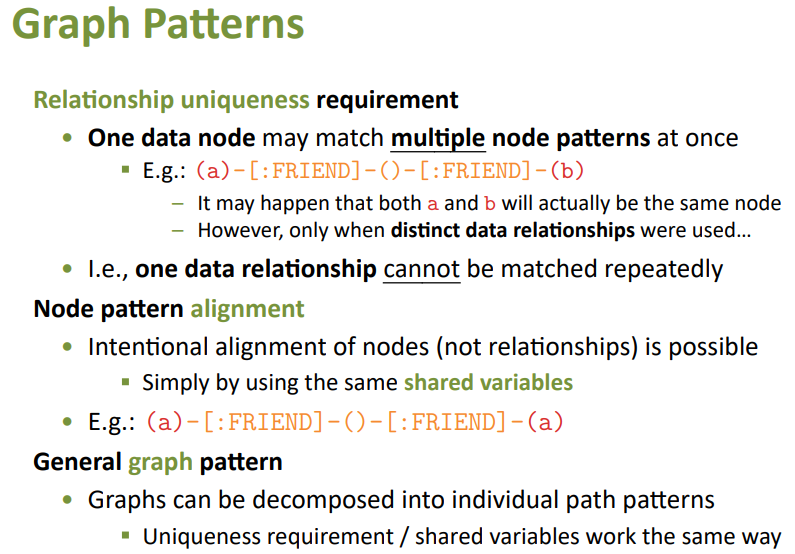 Graph Patterns
Relationship uniqueness requirement
• One data node may match multiple node patterns at once
▪ E.g.: (a)-[:FRIEND]-()-[:FRIEND]-(b)
– It may happen that both a and b will actually be the same node
– However, only when distinct data relationships were used…
• I.e., one data relationship cannot be matched repeatedly
Node pattern alignment
• Intentional alignment of nodes (not relationships) is possible
▪ Simply by using the same shared variables
• E.g.: (a)-[:FRIEND]-()-[:FRIEND]-(a)
General graph pattern
• Graphs can be decomposed into individual path patterns
▪ Uniqueness requirement / shared variables work the same way